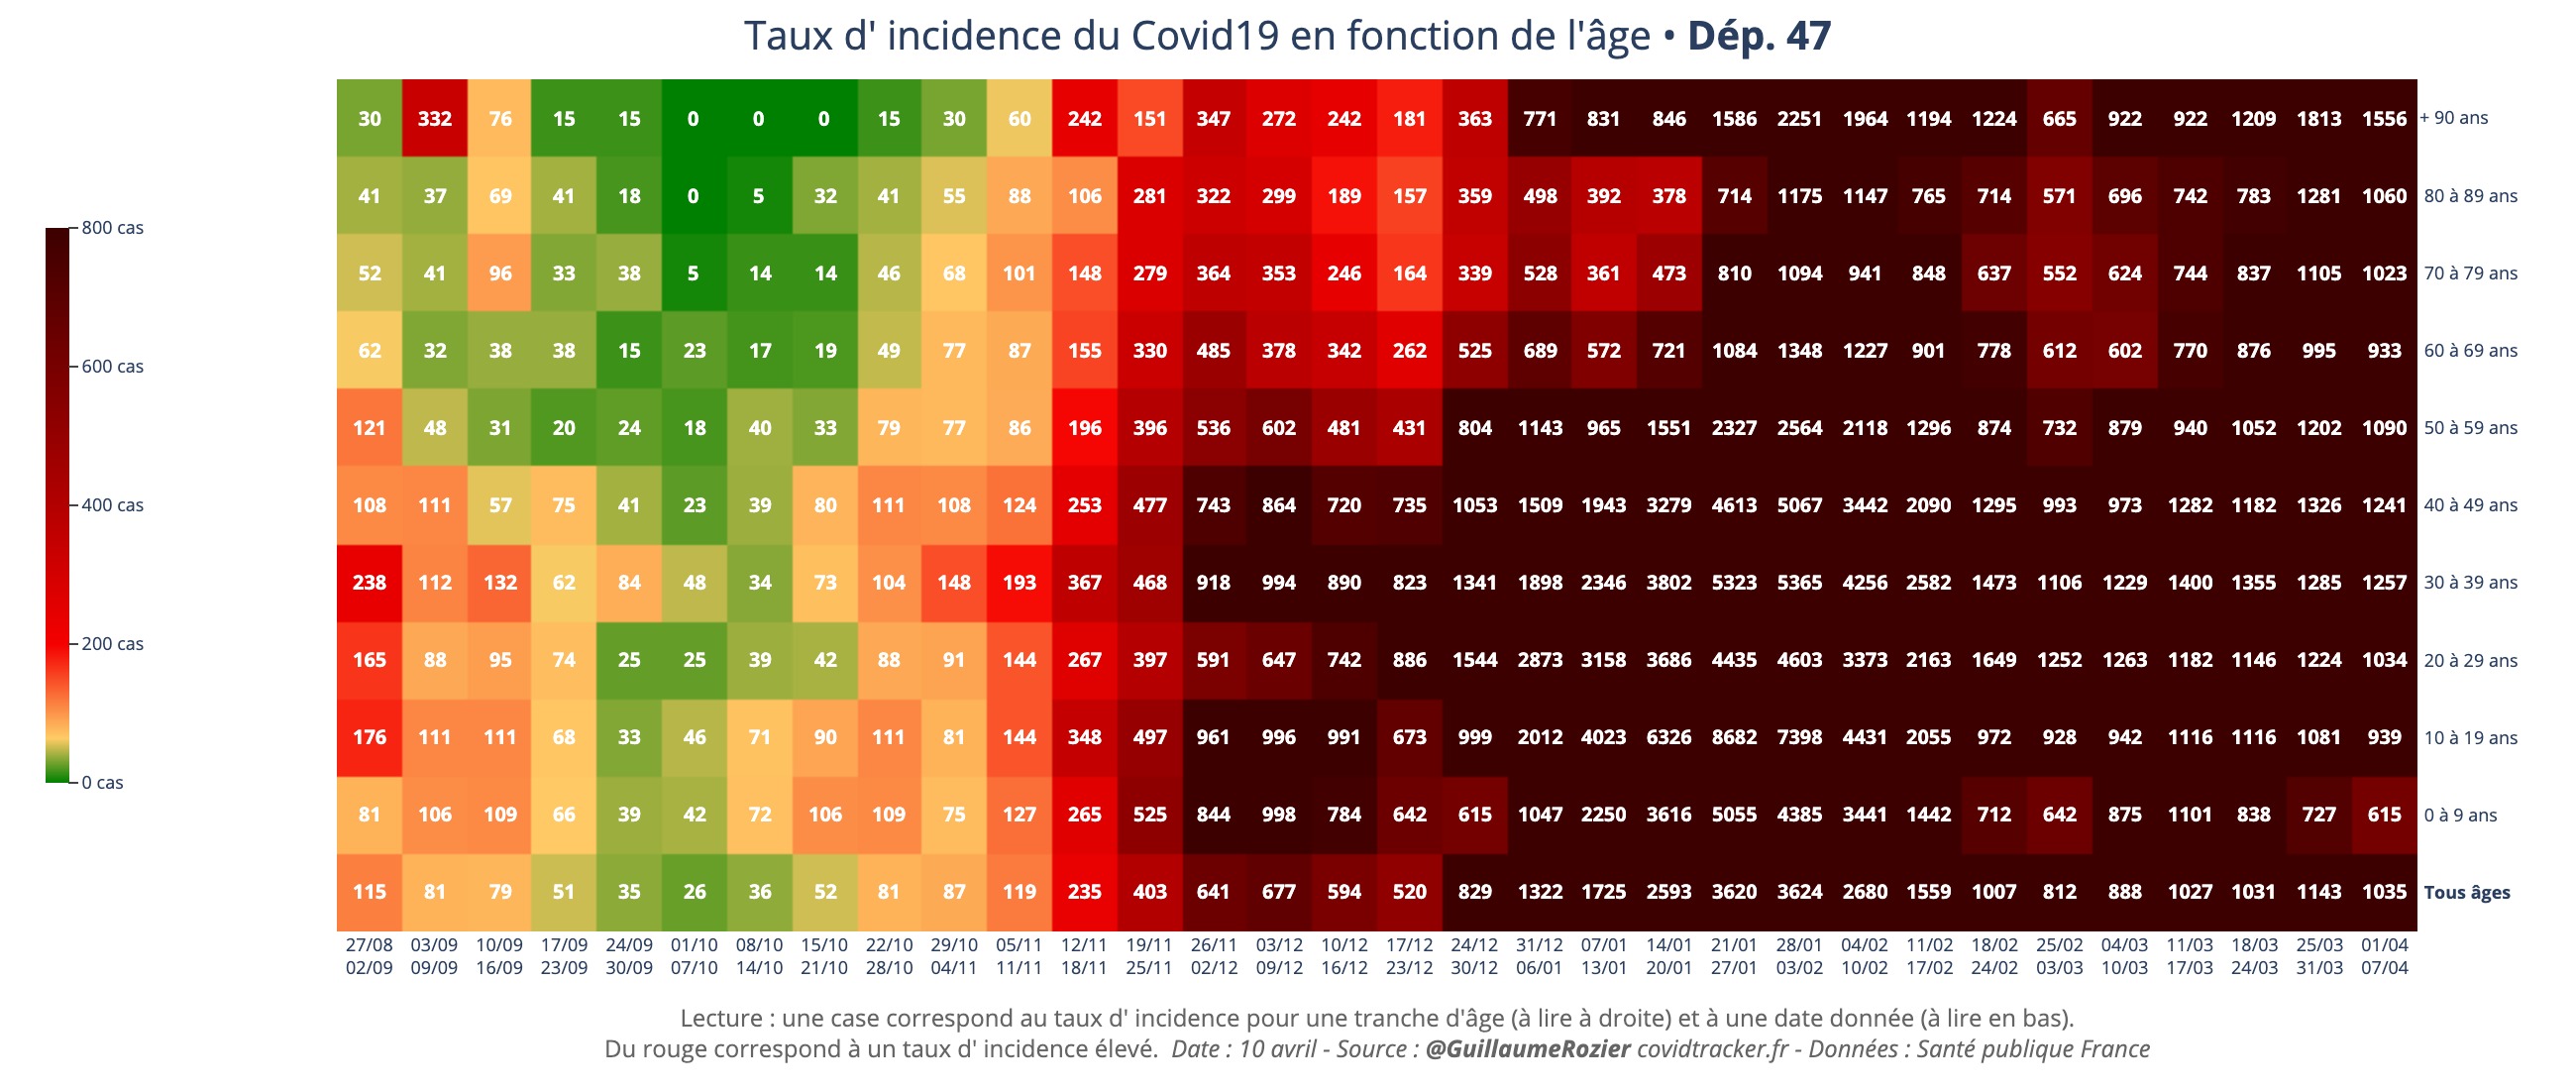 Taux d' incidence du Covid19 en fonction de l'âge • Dép. 47
800 cas
600 cas
400 cas
200 cas
0 cas
30 332 76 15 15 0 0 0 15 30 60 242 151 347 272 242 181 363 771 831 846 1586 2251 1964 1194 1224 665 922 922 1209 1813 1556 + 90 ans
41 37 69 41 18 0 5 32 41 55 88 106 281 322 299 189 157 359 498 392 378 714 1175 1147 765 714 571 696 742 783 1281 1060 80 à 89 ans
52 41 96 33 38 5 14 14 46 68 101 148 279 364 353 246 164 339 528 361 473 810 1094 941 848 637 552 624 744 837 1105 1023 70 à 79 ans
62 32 38 38 15 23 17 19 49 77 87 155 330 485 378 342 262 525 689 572 721 1084 1348 1227 901 778 612 602 770 876 995 933 60 à 69 ans
121 48 31 20 24 18 40 33 79 77 86 196 396 536 602 481 431 804 1143 965 1551 2327 2564 2118 1296 874 732 879 940 1052 1202 1090 50 à 59 ans
108 111 57 75 41 23 39 80 111 108 124 253 477 743 864 720 735 1053 1509 1943 3279 4613 5067 3442 2090 1295 993 973 1282 1182 1326 1241 40 à 49 ans
238 112 132 62 84 48 34 73 104 148 193 367 468 918 994 890 823 1341 1898 2346 3802 5323 5365 4256 2582 1473 1106 1229 1400 1355 1285 1257 30 à 39 ans
165 88 95 74 25 25 39 42 88 91 144 267 397 591 647 742 886 1544 2873 3158 3686 4435 4603 3373 2163 1649 1252 1263 1182 1146 1224 1034 20 à 29 ans
176 111 111 68 33 46 71 90 111 81 144 348 497 961 996 991 673 999 2012 4023 6326 8682 7398 4431 2055 972 928 942 1116 1116 1081 939 10 à 19 ans
81 106 109 66 39 42 72 106 109 75 127 265 525 844 998 784 642 615 1047 2250 3616 5055 4385 3441 1442 712 642 875 1101 838 727 615 0 à 9 ans
115 81 79 51 35 26 36 52 81 87 119 235 403 641 677 594 520 829 1322 1725 2593 3620 3624 2680 1559 1007 812 888 1027 1031 1143 1035 Tous âges
27/08 03/09 10/09 17/09 24/09 01/10 08/10 15/10 22/10 29/10 05/11 12/11 19/11 26/11 03/12 10/12 17/12 24/12 31/12 07/01 14/01 21/01 28/01 04/02 11/02 18/02 25/02 04/03 11/03 18/03 25/03 01/04
02/09 09/09 16/09 23/09 30/09 07/10 14/10 21/10 28/10 04/11 11/11 18/11 25/11 02/12 09/12 16/12 23/12 30/12 06/01 13/01 20/01 27/01 03/02 10/02 17/02 24/02 03/03 10/03 17/03 24/03 31/03 07/04
Lecture : une case correspond au taux d' incidence pour une tranche d'âge (à lire à droite) et à une date donnée (à lire en bas).
Du rouge correspond à un taux d' incidence élevé. Date : 10 avril - Source : @GuillaumeRozier covidtracker.fr - Données : Santé publique France